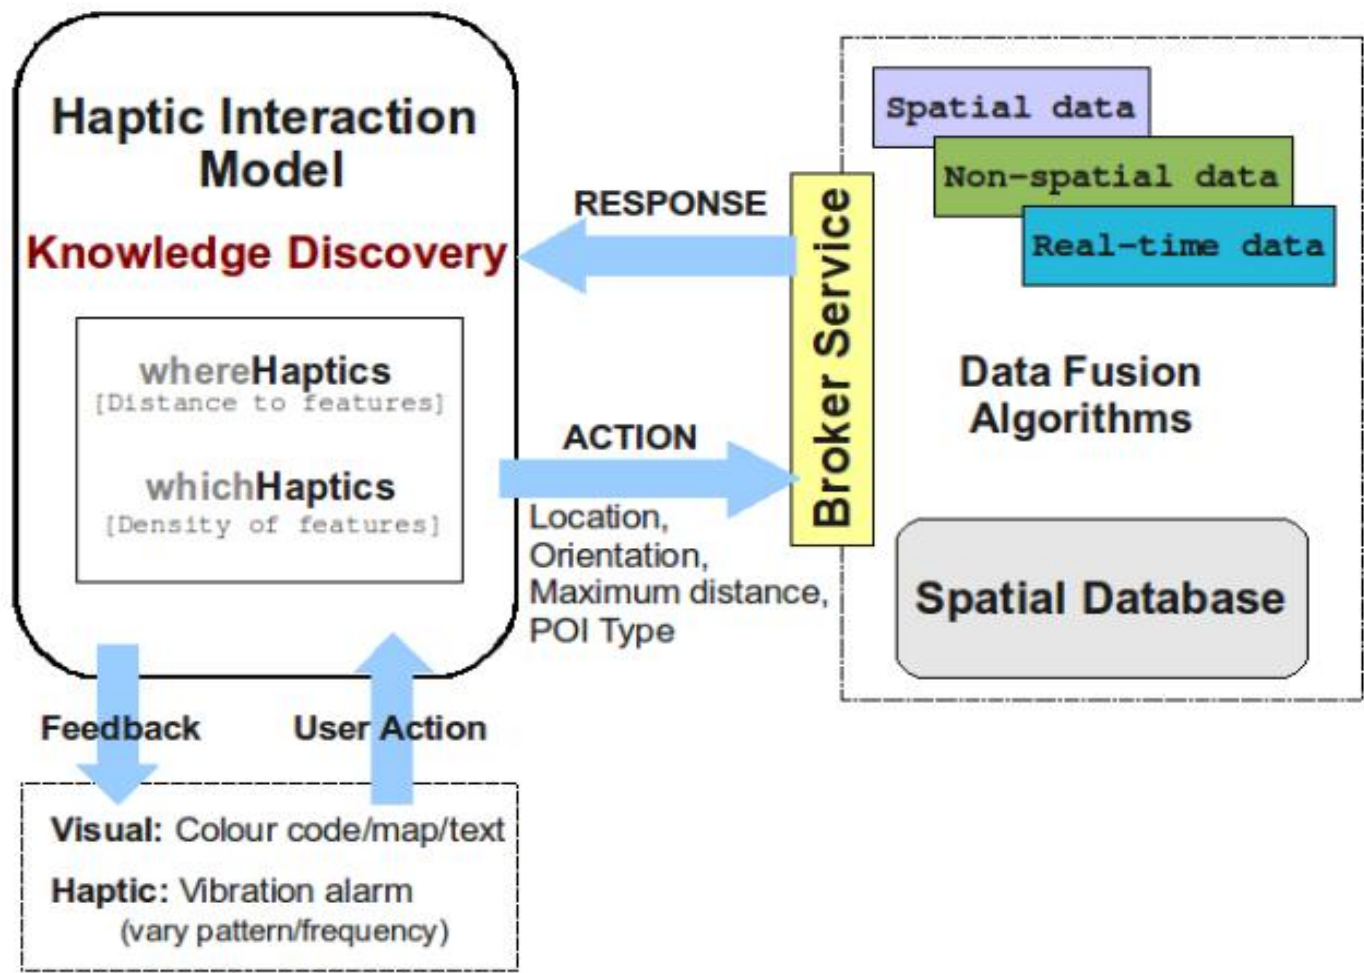 Haptic Interaction
Model
Knowledge Discovery
whereHaptics
[Distance to features]
whichHaptics
[Density of features]
RESPONSE
ACTION
Location,
Orientation,
Maximum distance,
POI Type
Broker Service
Spatial data
Non-spatial data
Real-time data
Data Fusion
Algorithms
Spatial Database
Feedback
User Action
Visual: Colour code/map/text
Haptic: Vibration alarm
(vary pattern/frequency)